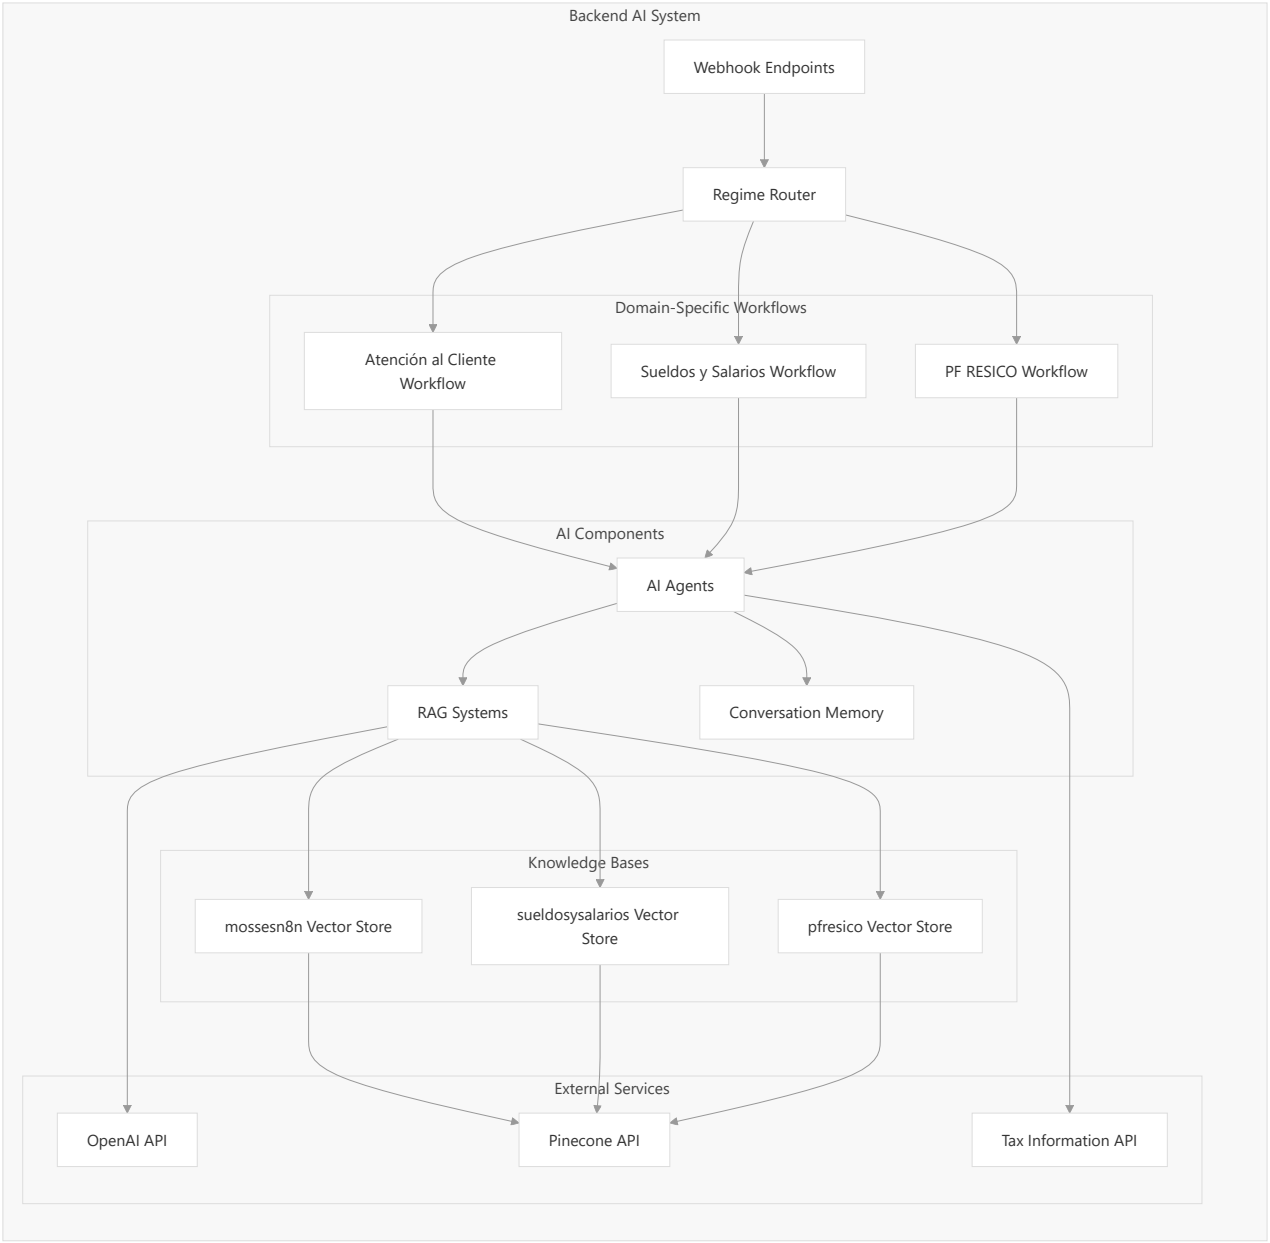 Backend AI System
Webhook Endpoints
Regime Router
Domain-Specific Workflows
Atención al Cliente
Workflow
Sueldos y Salarios Workflow
PF RESICO Workflow
AI Components
AI Agents
RAG Systems
Conversation Memory
Knowledge Bases
mossesn8n Vector Store
sueldosysalarios Vector
Store
pfresico Vector Store
External Services
OpenAI API
Pinecone API
Tax Information API